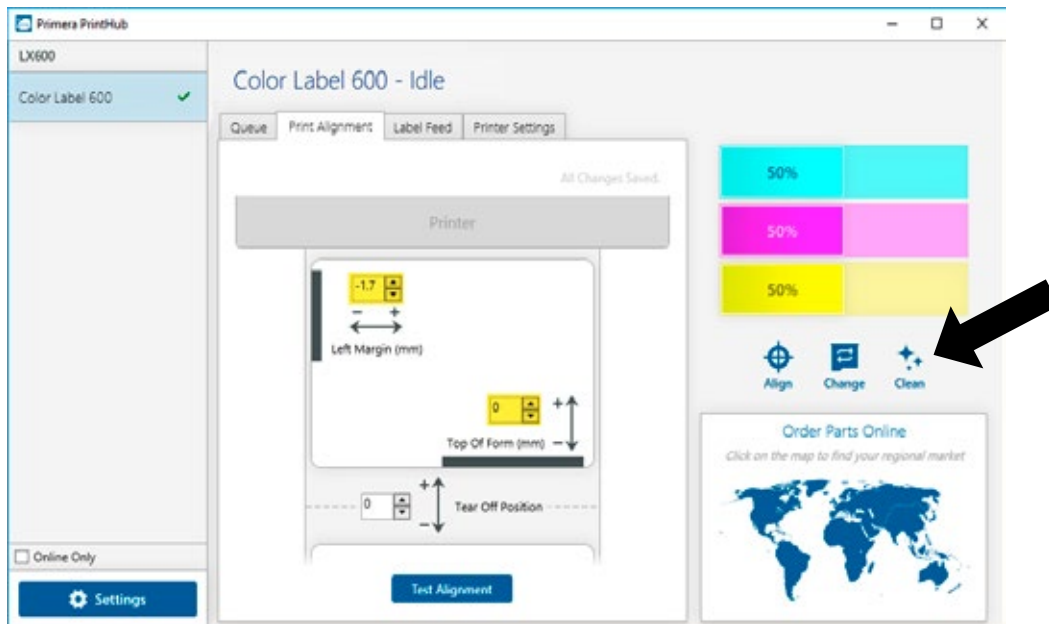 Primera PrintHub
LX600
Color Label 600
Color Label 600 - Idle
Queue Print Alignment Label Feed Printer Settings
All Changes Saved.
Printer
-1.7
- +
Left Margin (mm)
0
+
Top Of Form (mm) -
+
0
Tear Off Position
-
Test Alignment
50%
50%
50%
Align Change Clean
Order Parts Online
Click on the map to find your regional market
Online Only
Settings